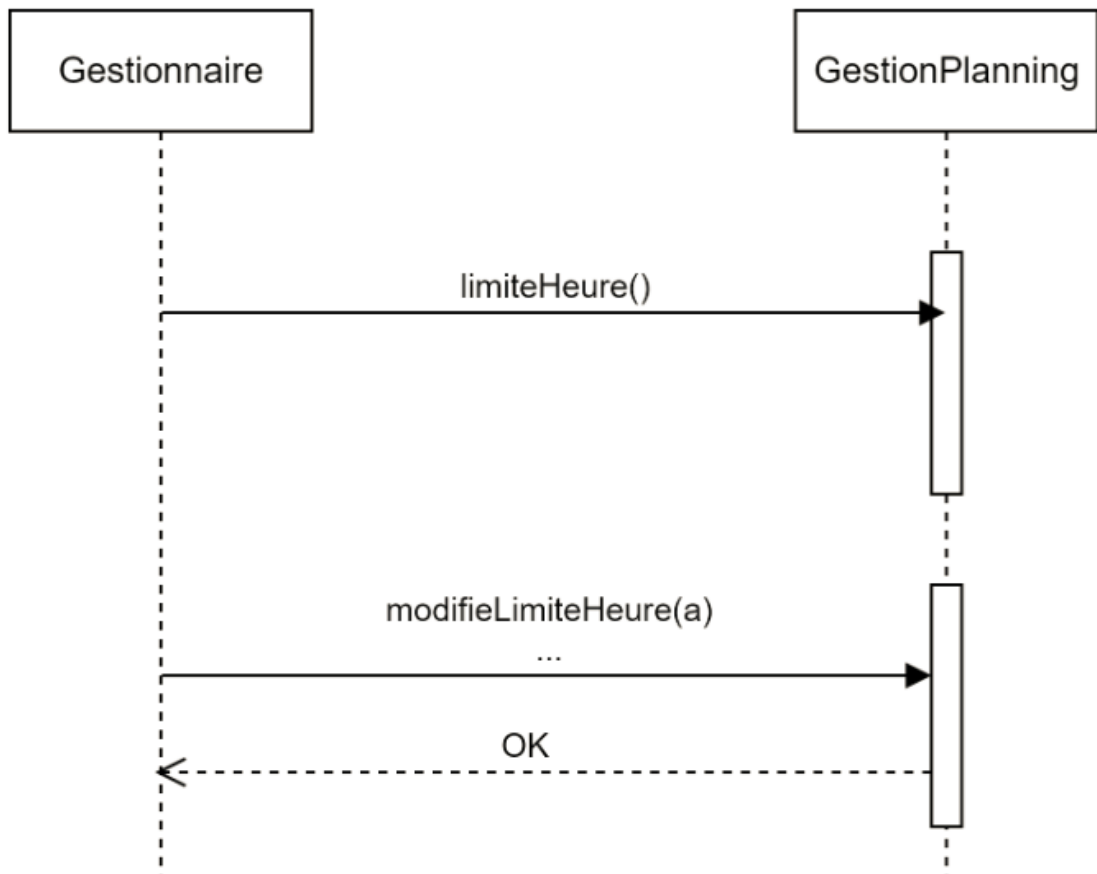 Gestionnaire
GestionPlanning
limiteHeure()
modifieLimiteHeure(a)
...
OK